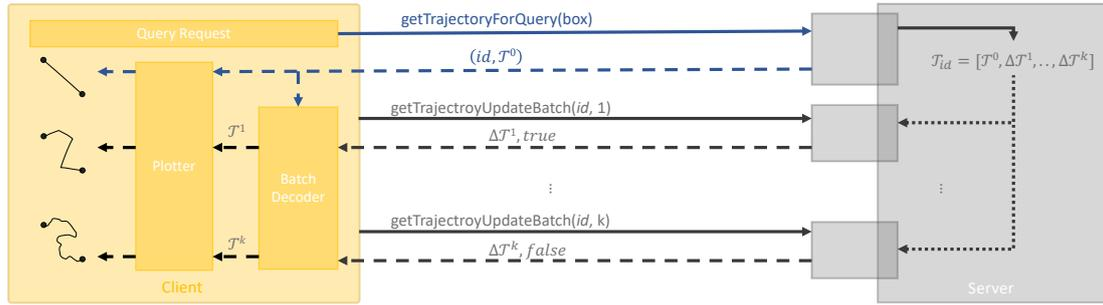 Query Request
getTrajectoryForQuery(box)
(id, 𝒯⁰)
𝒯id = [𝒯⁰, Δ𝒯¹, . . , Δ𝒯ᵏ]
getTrajectroyUpdateBatch(id, 1)
Δ𝒯¹, true
𝒯¹
Plotter
Batch
Decoder
⋮
⋮
getTrajectroyUpdateBatch(id, k)
Δ𝒯ᵏ, false
𝒯ᵏ
Client
Server